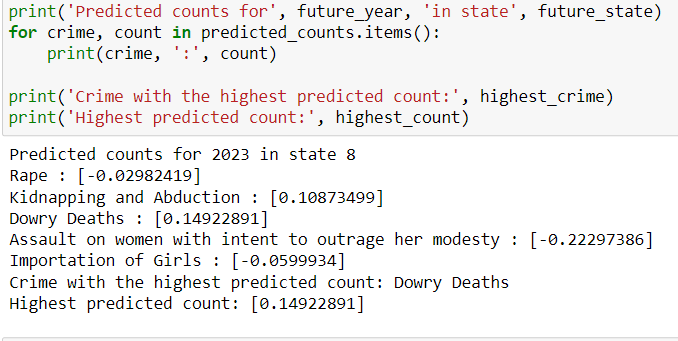 print('Predicted counts for', future_year, 'in state', future_state)
for crime, count in predicted_counts.items():
    print(crime, ':', count)
print('Crime with the highest predicted count:', highest_crime)
print('Highest predicted count:', highest_count)
Predicted counts for 2023 in state 8
Rape : [-0.02982419]
Kidnapping and Abduction : [0.10873499]
Dowry Deaths : [0.14922891]
Assault on women with intent to outrage her modesty : [-0.22297386]
Importation of Girls : [-0.0599934]
Crime with the highest predicted count: Dowry Deaths
Highest predicted count: [0.14922891]